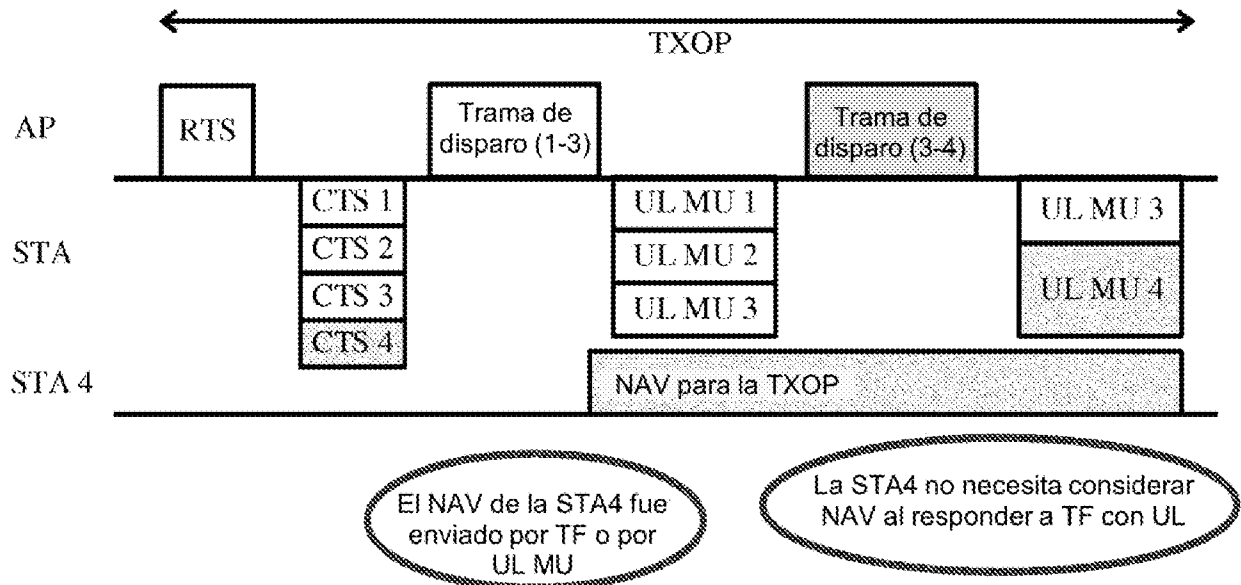 TXOP
AP
RTS
Trama de
disparo (1-3)
Trama de
disparo (3-4)
STA
CTS 1
CTS 2
CTS 3
CTS 4
UL MU 1
UL MU 2
UL MU 3
UL MU 3
UL MU 4
STA 4
NAV para la TXOP
El NAV de la STA4 fue
enviado por TF o por
UL MU
La STA4 no necesita considerar
NAV al responder a TF con UL